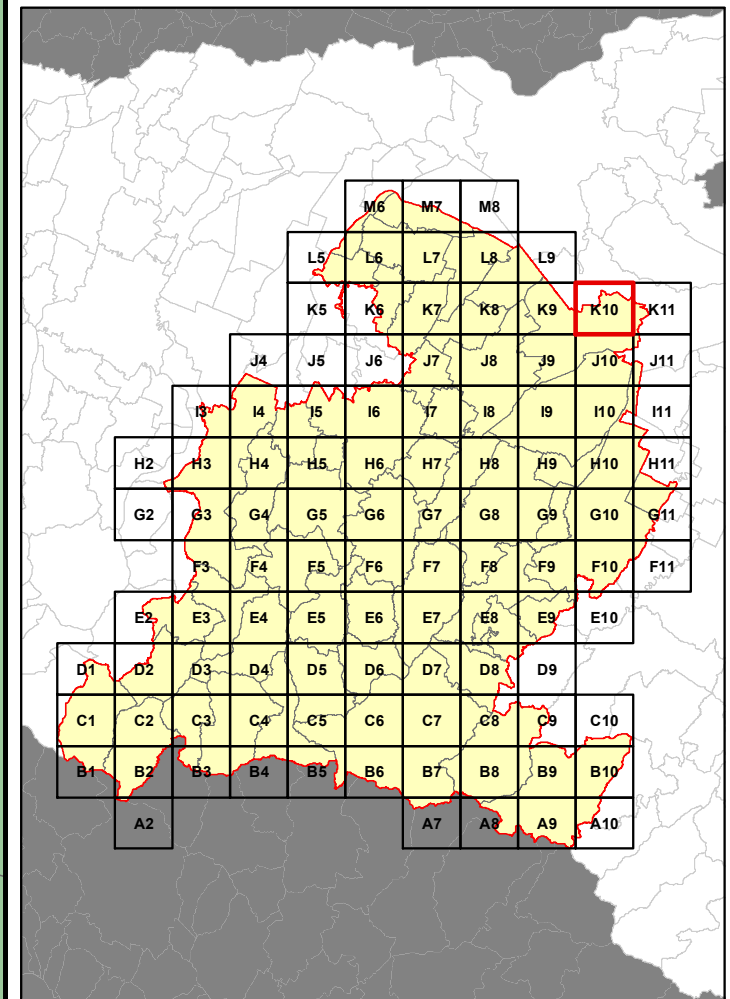 M6 M7 M8
L5 L6 L7 L8 L9
K5 K6 K7 K8 K9 K10 K11
J4 J5 J6 J7 J8 J9 J10 J11
I3 I4 I5 I6 I7 I8 I9 I10 I11
H2 H3 H4 H5 H6 H7 H8 H9 H10 H11
G2 G3 G4 G5 G6 G7 G8 G9 G10 G11
F3 F4 F5 F6 F7 F8 F9 F10 F11
E2 E3 E4 E5 E6 E7 E8 E9 E10
D1 D2 D3 D4 D5 D6 D7 D8 D9
C1 C2 C3 C4 C5 C6 C7 C8 C9 C10
B1 B2 B3 B4 B5 B6 B7 B8 B9 B10
A2 A7 A8 A9 A10